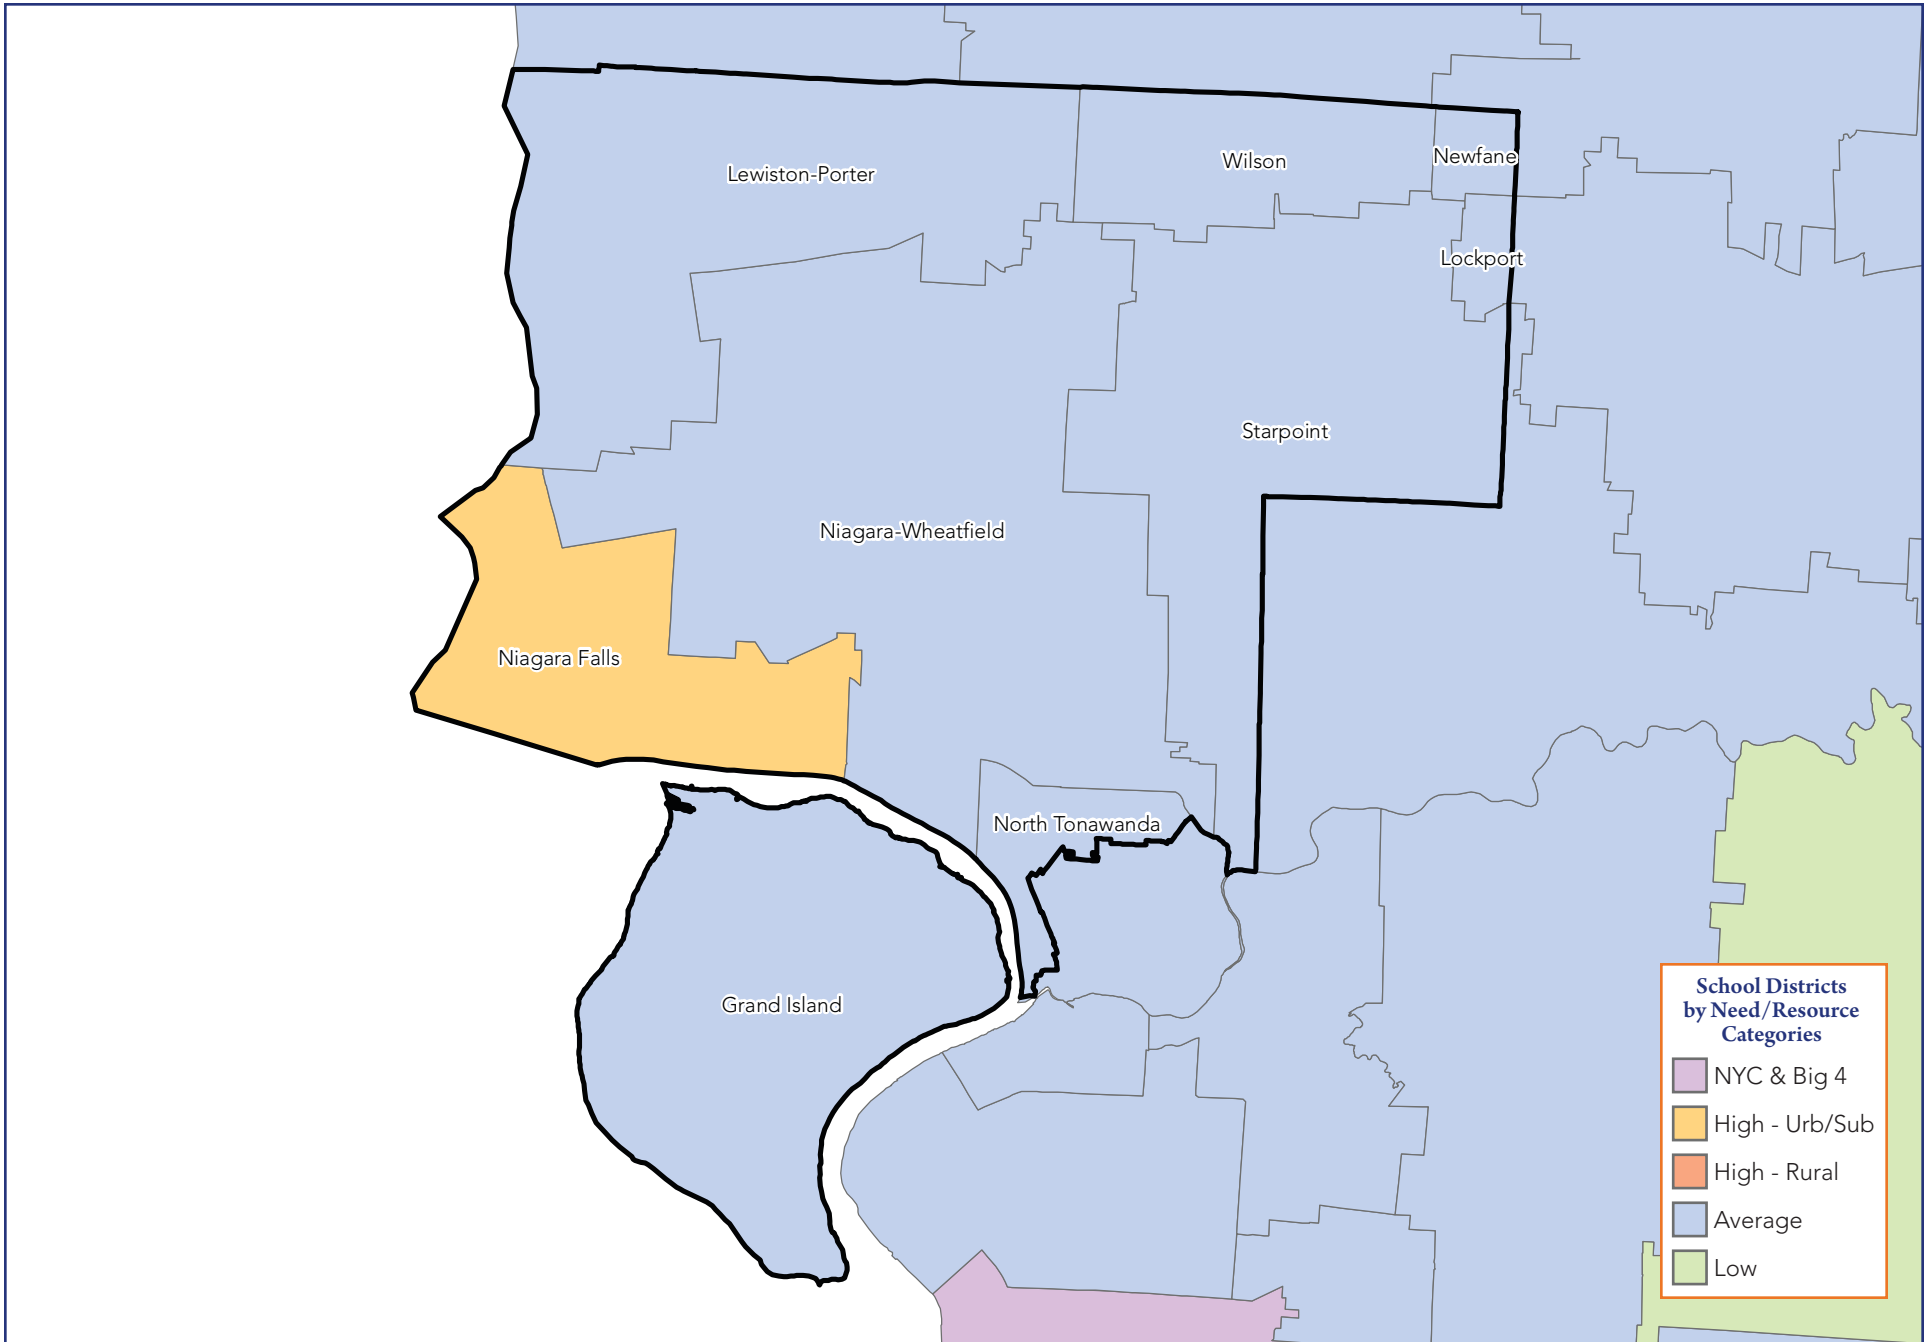 Lewiston-Porter
Wilson
Newfane
Lockport
Starpoint
Niagara-Wheatfield
Niagara Falls
North Tonawanda
Grand Island
School Districts
by Need/Resource
Categories
NYC & Big 4
High - Urb/Sub
High - Rural
Average
Low